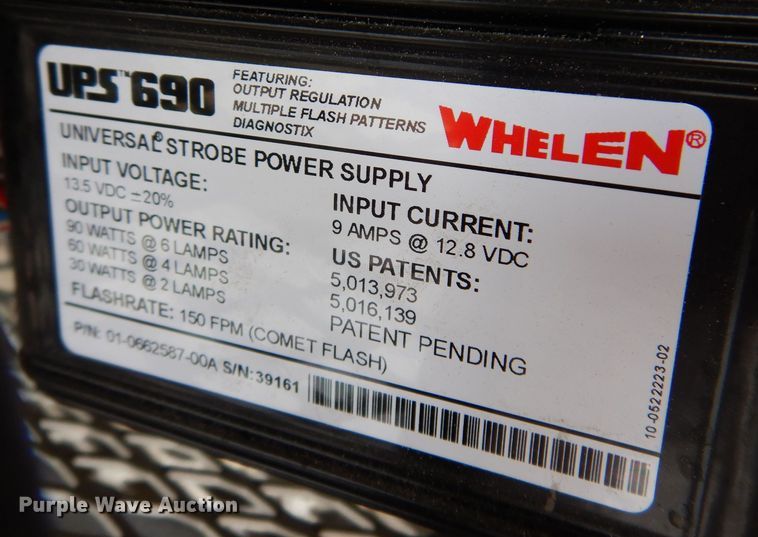 UPS™690
FEATURING:
OUTPUT REGULATION
MULTIPLE FLASH PATTERNS
DIAGNOSTIX
WHELEN®
UNIVERSAL® STROBE POWER SUPPLY
INPUT VOLTAGE:
13.5 VDC ±20%
OUTPUT POWER RATING:
90 WATTS @ 6 LAMPS
60 WATTS @ 4 LAMPS
30 WATTS @ 2 LAMPS
INPUT CURRENT:
9 AMPS @ 12.8 VDC
US PATENTS:
5,013,973
5,016,139
PATENT PENDING
FLASHRATE: 150 FPM (COMET FLASH)
P/N: 01-0662587-00A S/N:39161
10-0522223-02
Purple Wave Auction